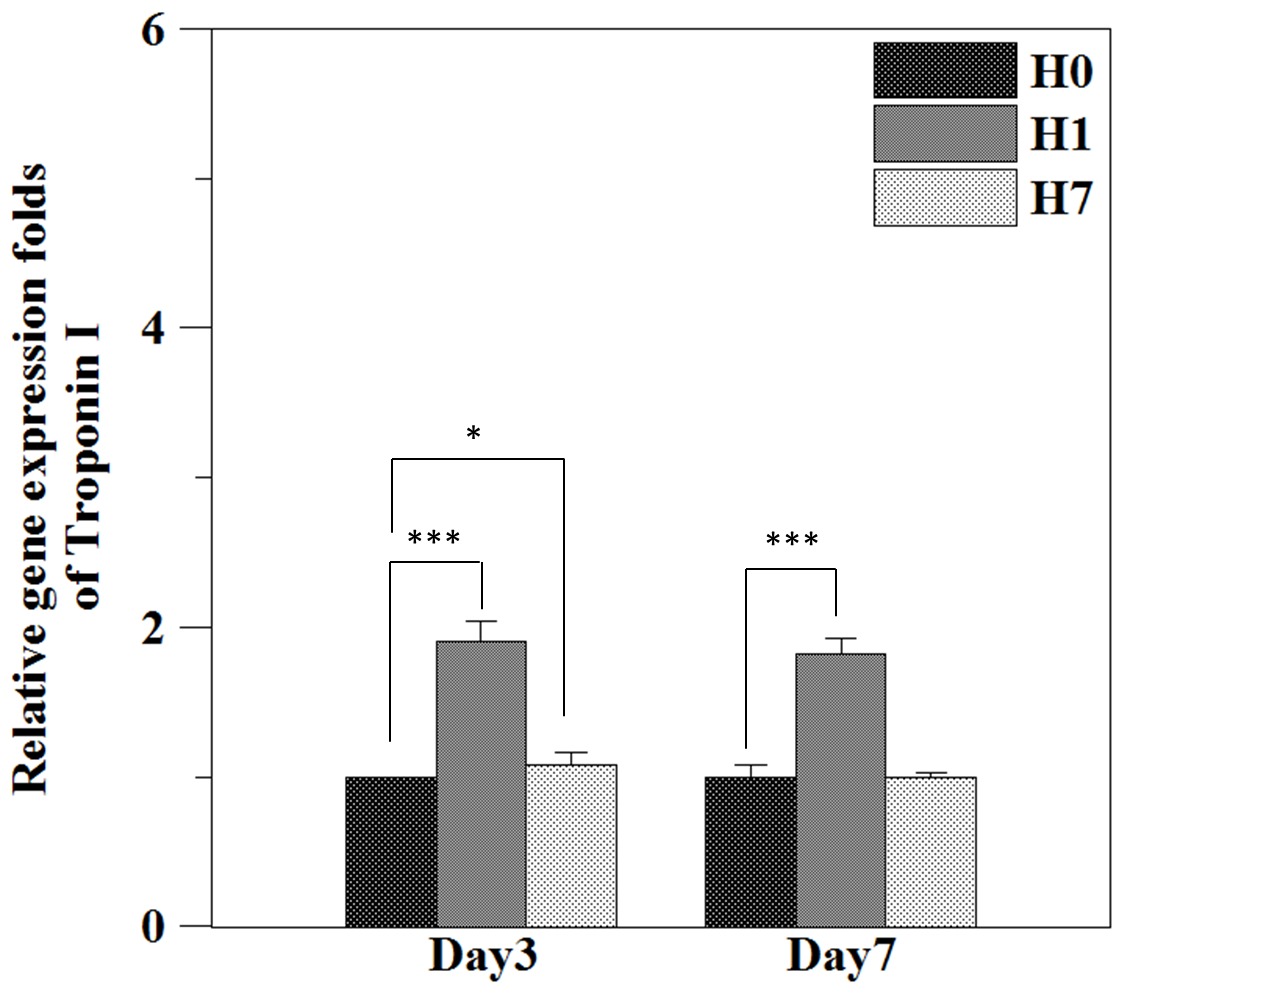 Relative gene expression folds
of Troponin I
6
4
2
0
H0
H1
H7
*
***
***
Day3
Day7